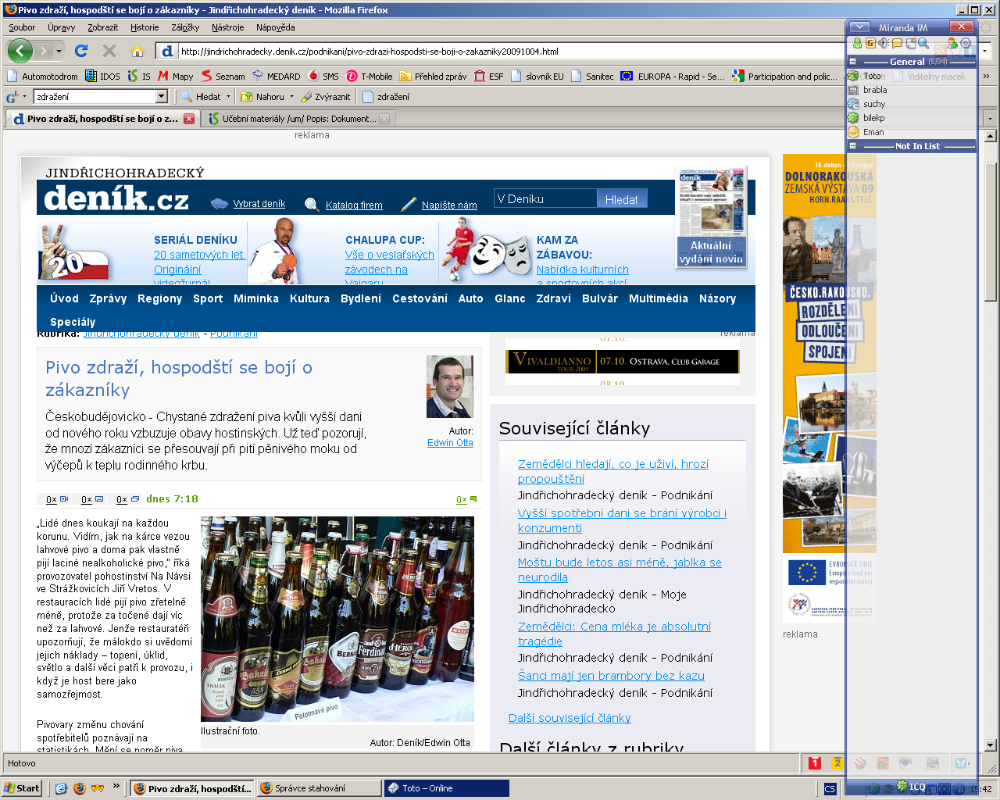 Pivo zdraží, hospodští se bojí o zákazníky - Jindřichohradecký deník - Mozilla Firefox
Soubor Úpravy Zobrazit Historie Záložky Nástroje Nápověda
http://jindrichohradecky.denik.cz/podnikani/pivo-zdrazi-hospodsti-se-boji-o-zakazniky20091004.html
Automotodrom IDOS IS Mapy Seznam MEDARD SMS T-Mobile Přehled zpráv ESF slovnik EU Sanitec EUROPA - Rapid - Se... Participation and polic... Viditelny macek
zdražení Hledat Nahoru Zvýraznit zdražení
Pivo zdraží, hospodští se bojí o z... Učební materiály /um/ Popis: Dokument...
reklama
JINDŘICHOHRADECKÝ
deník.cz
Vybrat deník Katalog firem Napište nám V Deníku Hledat
Aktuální
vydání novin
20
SERIÁL DENÍKU
20 sametových let.
Originální
videožurnál
CHALUPA CUP:
Vše o veslařských
závodech na
Vajgaru
KAM ZA
ZÁBAVOU:
Nabídka kulturních
a sportovních akcí
Úvod Zprávy Regiony Sport Miminka Kultura Bydlení Cestování Auto Glanc Zdraví Bulvár Multimédia Názory
Speciály
Rubrika: Jindřichohradecký deník - Podnikání
Pivo zdraží, hospodští se bojí o
zákazníky
Českobudějovicko - Chystané zdražení piva kvůli vyšší dani
od nového roku vzbuzuje obavy hostinských. Už teď pozorují,
že mnozí zákazníci se přesouvají při pití pěnivého moku od
výčepů k teplu rodinného krbu.
Autor:
Edwin Otta
0× 0× 0× dnes 7:18 0×
„Lidé dnes koukají na každou
korunu. Vidím, jak na kárce vezou
lahvové pivo a doma pak vlastně
pijí laciné nealkoholické pivo,“ říká
provozovatel pohostinství Na Návsi
ve Strážkovicích Jiří Vretos. V
restauracích lidé pijí pivo zřetelně
méně, protože za točené dají víc
než za lahvové. Jenže restauratéři
upozorňují, že málokdo si uvědomí
jejich náklady – topení, úklid,
světlo a další věci patří k provozu, i
když je host bere jako
samozřejmost.
Pivovary změnu chování
spotřebitelů poznávají na
statistikách. Mění se poměr piva
Polotmavé pivo
Ilustrační foto.
Autor: Deník/Edwin Otta
reklama
01.10.
VIVALDIANNO
TOUR 2009
07.10. OSTRAVA, CLUB GARAGE
08.10.
Související články
Zemědělci hledají, co je uživí, hrozí
propouštění
Jindřichohradecký deník - Podnikání
Vyšší spotřební dani se brání výrobci i
konzumenti
Jindřichohradecký deník - Podnikání
Moštu bude letos asi méně, jablka se
neurodila
Jindřichohradecký deník - Moje
Jindřichohradecko
Zemědělci: Cena mléka je absolutní
tragédie
Jindřichohradecký deník - Podnikání
Šanci mají jen brambory bez kazu
Jindřichohradecký deník - Podnikání
Další související články
Další články z rubriky
DOLNORAKOUSKÁ
ZEMSKÁ VÝSTAVA 09
HORN.RAABS.TELČ.
ČESKO.RAKOUSKO.
ROZDĚLENI
ODLOUČENI
SPOJENI
EVROPSKÁ UNIE
Evropský fond pro
regionální rozvoj
reklama
Miranda IM
General (5/34)
Toto
brabla
suchy
bilekp
Eman
Not In List
ICQ
Hotovo
1 2
Start Pivo zdraží, hospodští... Správce stahování Toto – Online CS 15:42